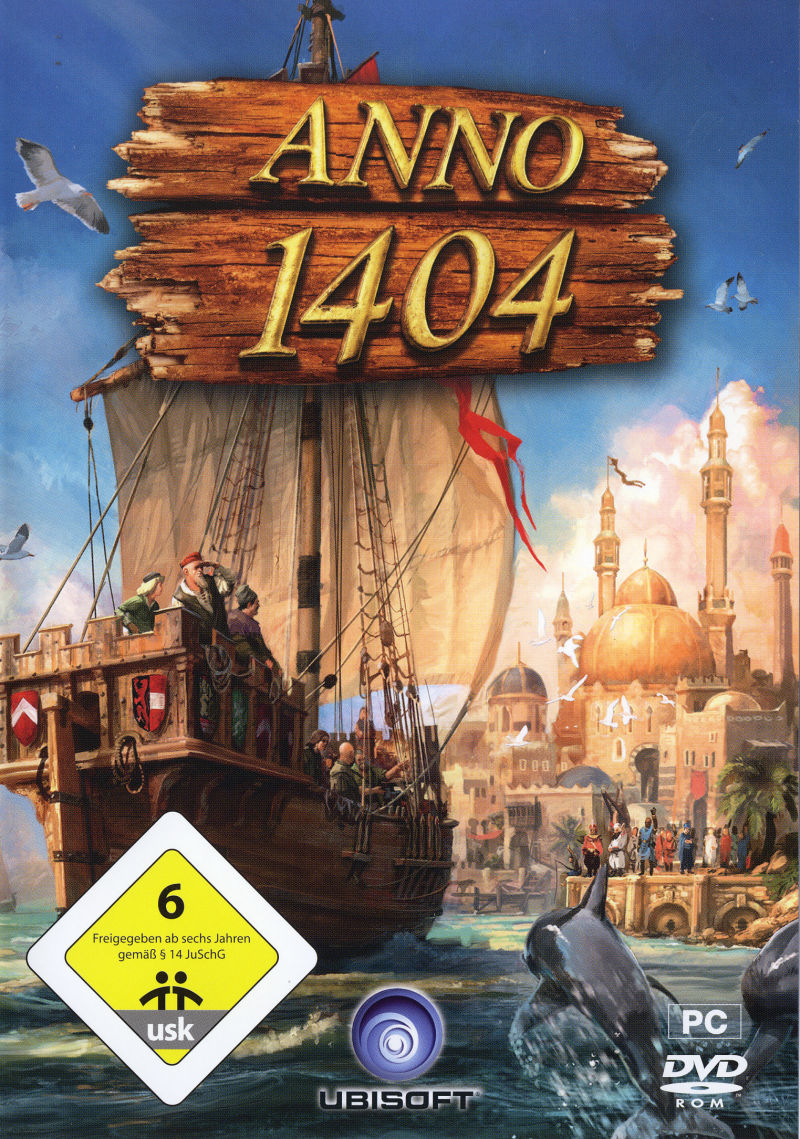 ANNO
1404
6
Freigegeben ab sechs Jahren
gemäß § 14 JuSchG
usk
UBISOFT
PC
DVD
ROM